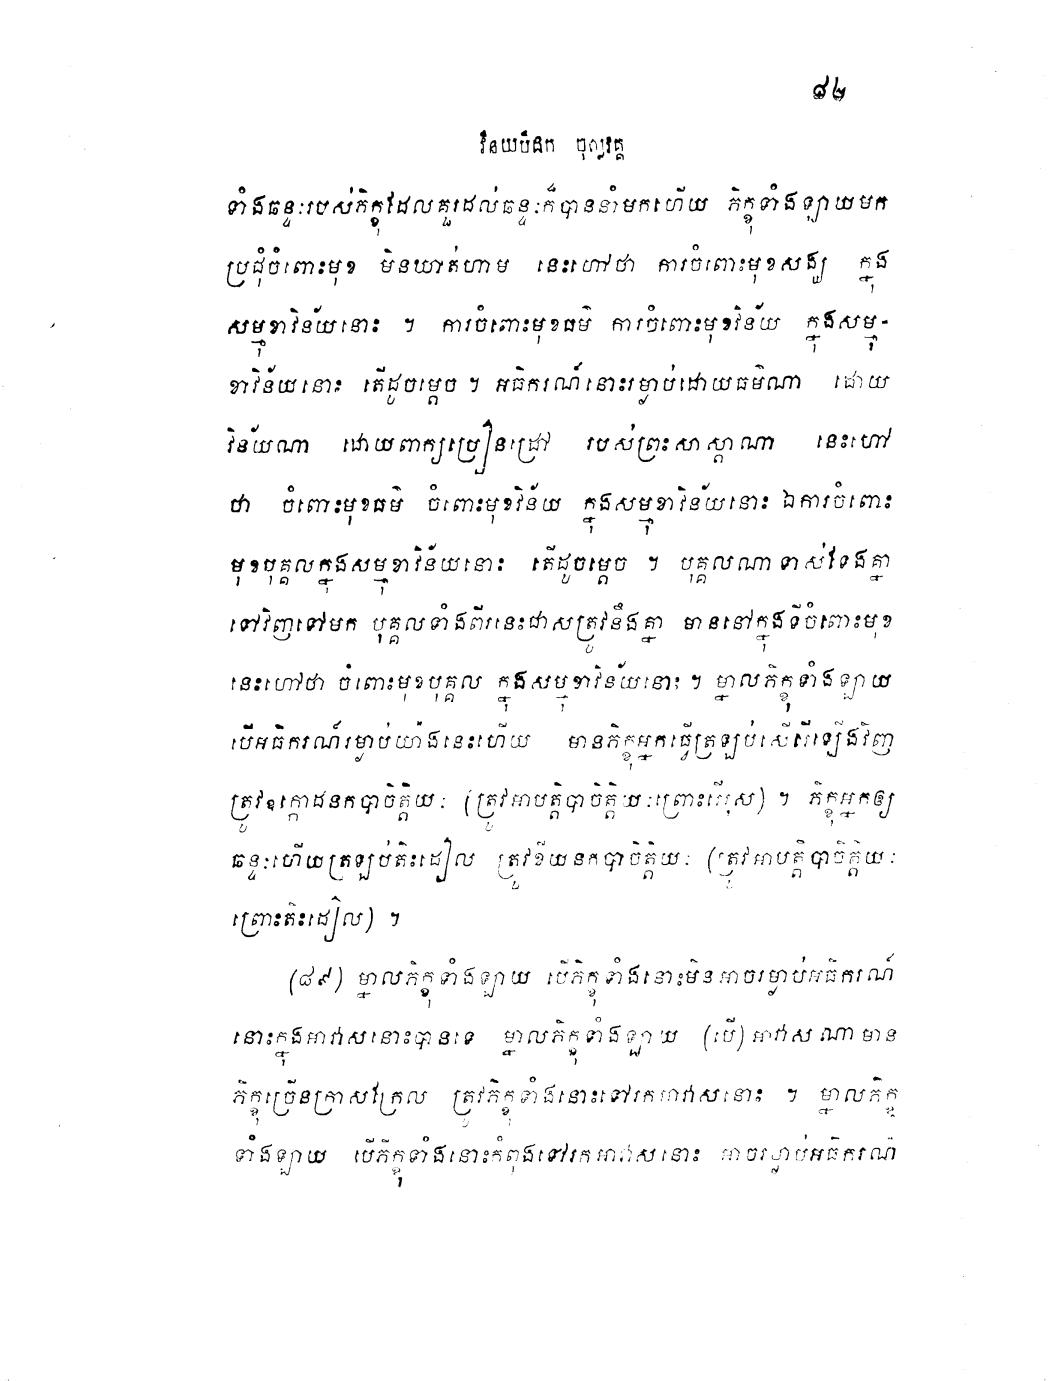 ៨៤
វិនយបិដក ចុល្លវគ្គ
ទាំងឆន្ទៈរបស់ភិក្ខុដែលគួរដល់ឆន្ទៈក៏បាននាំមកហើយ ភិក្ខុទាំងឡាយមក
ប្រជុំចំពោះមុខ មិនឃាត់ហាម នេះហៅថា ការចំពោះមុខសង្ឃ ក្នុង
សម្មុខាវិន័យនោះ ។ ការចំពោះមុខធម៌ ការចំពោះមុខវិន័យ ក្នុងសម្មុ-
ខាវិន័យនោះ តើដូចម្តេច ។ អធិករណ៍នោះរម្ងាប់ដោយធម៌ណា ដោយ
វិន័យណា ដោយពាក្យប្រៀនប្រដៅ របស់ព្រះសាស្តាណា នេះហៅ
ថា ចំពោះមុខធម៌ ចំពោះមុខវិន័យ ក្នុងសម្មុខាវិន័យនោះ ឯការចំពោះ
មុខបុគ្គលក្នុងសម្មុខាវិន័យនោះ តើដូចម្តេច ។ បុគ្គលណាទាស់ទែងគ្នា
ទៅវិញទៅមក បុគ្គលទាំងពីរនេះជាសត្រូវនឹងគ្នា មាននៅក្នុងទីចំពោះមុខ
នេះហៅថា ចំពោះមុខបុគ្គល ក្នុងសម្មុខាវិន័យនោះ ។ ម្នាលភិក្ខុទាំងឡាយ
បើអធិករណ៍រម្ងាប់យ៉ាងនេះហើយ មានភិក្ខុអ្នកធ្វើត្រឡប់សើរើឡើងវិញ
ត្រូវឧក្កោដនកបាចិត្តិយៈ (ត្រូវអាបត្តិបាចិត្តិយៈព្រោះរើរុស) ។ ភិក្ខុអ្នកឲ្យ
ឆន្ទៈហើយត្រឡប់តិះដៀល ត្រូវខីយនកបាចិត្តិយៈ (ត្រូវអាបត្តិបាចិត្តិយៈ
ព្រោះតិះដៀល) ។
(៨៩) ម្នាលភិក្ខុទាំងឡាយ បើភិក្ខុទាំងនោះមិនអាចរម្ងាប់អធិករណ៍
នោះក្នុងអាវាសនោះបានទេ ម្នាលភិក្ខុទាំងឡាយ (បើ) អាវាសណាមាន
ភិក្ខុច្រើនក្រាស់ក្រែល ត្រូវភិក្ខុទាំងនោះទៅរកអាវាសនោះ ។ ម្នាលភិក្ខុ
ទាំងឡាយ បើភិក្ខុទាំងនោះកំពុងទៅរកអាវាសនោះ អាចរម្ងាប់អធិករណ៍